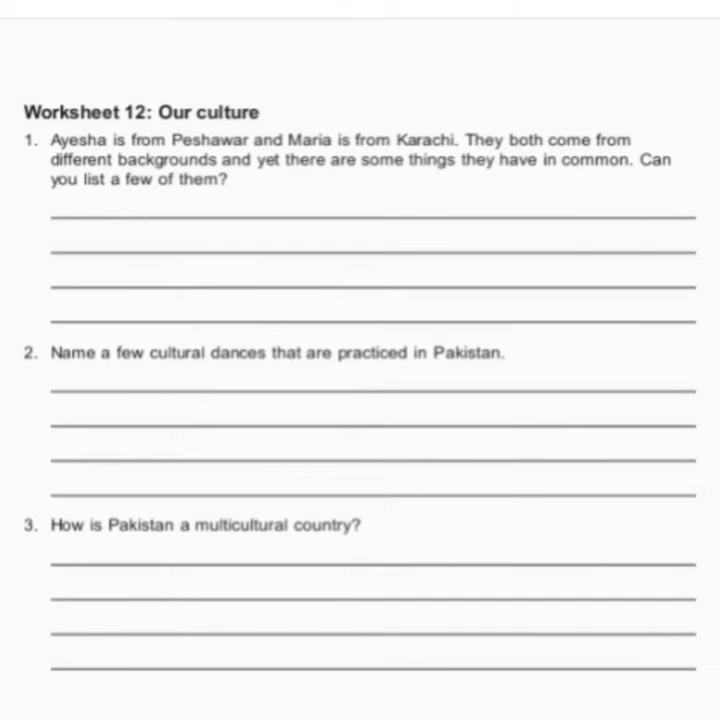 Worksheet 12: Our culture
1. Ayesha is from Peshawar and Maria is from Karachi. They both come from
different backgrounds and yet there are some things they have in common. Can
you list a few of them?
2. Name a few cultural dances that are practiced in Pakistan.
3. How is Pakistan a multicultural country?